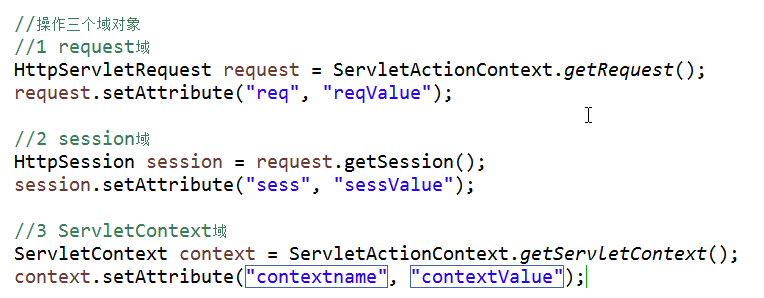 //操作三个域对象
//1 request域
HttpServletRequest request = ServletActionContext.getRequest();
request.setAttribute("req", "reqValue");
//2 session域
HttpSession session = request.getSession();
session.setAttribute("sess", "sessValue");
//3 ServletContext域
ServletContext context = ServletActionContext.getServletContext();
context.setAttribute("contextname", "contextValue");